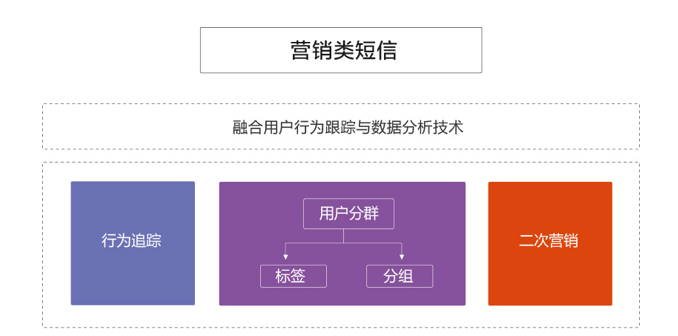 营销类短信
融合用户行为跟踪与数据分析技术
行为追踪
用户分群
标签
分组
二次营销